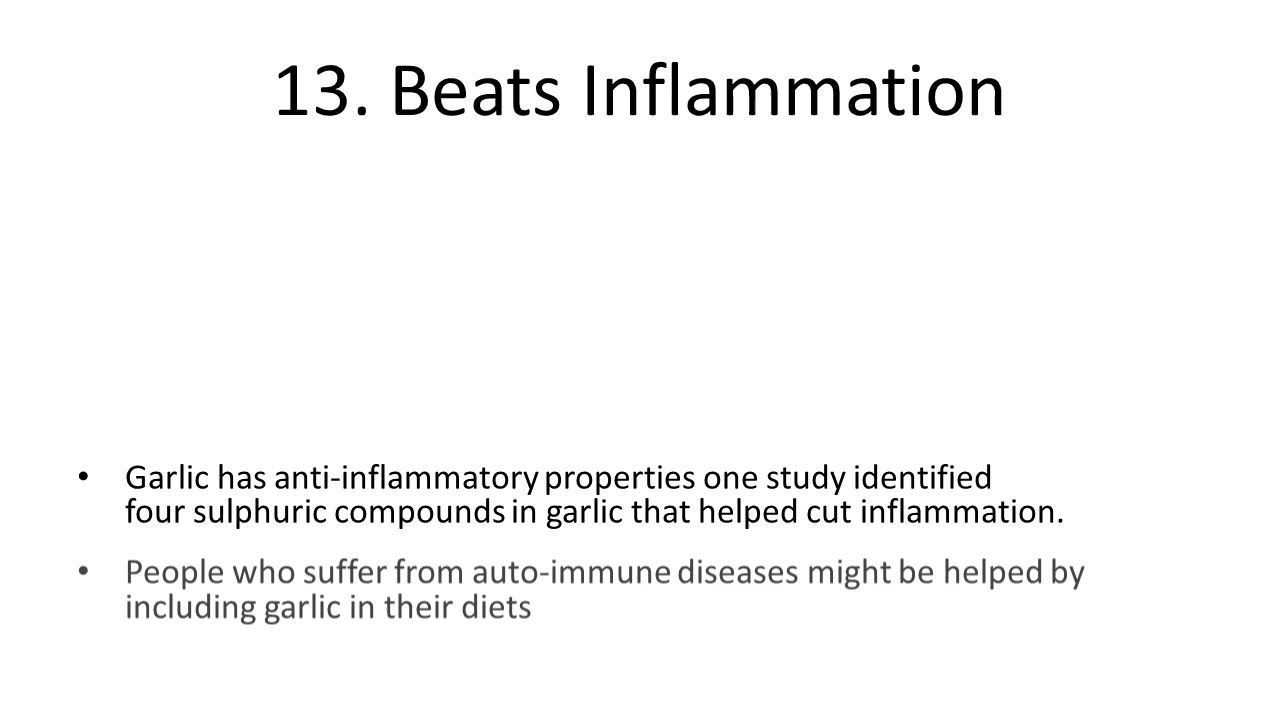 13. Beats Inflammation
• Garlic has anti-inflammatory properties one study identified
four sulphuric compounds in garlic that helped cut inflammation.
• People who suffer from auto-immune diseases might be helped by
including garlic in their diets